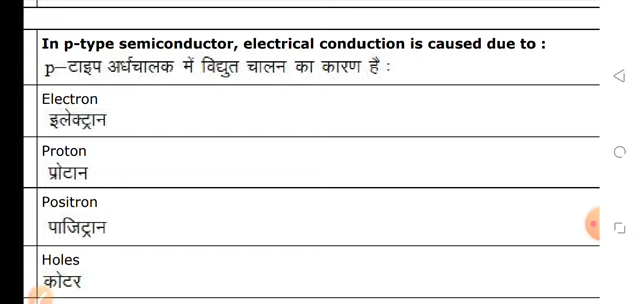 In p-type semiconductor, electrical conduction is caused due to :
p–टाइप अर्धचालक में विद्युत चालन का कारण है :
Electron
इलेक्ट्रान
Proton
प्रोटान
Positron
पाजिट्रान
Holes
कोटर